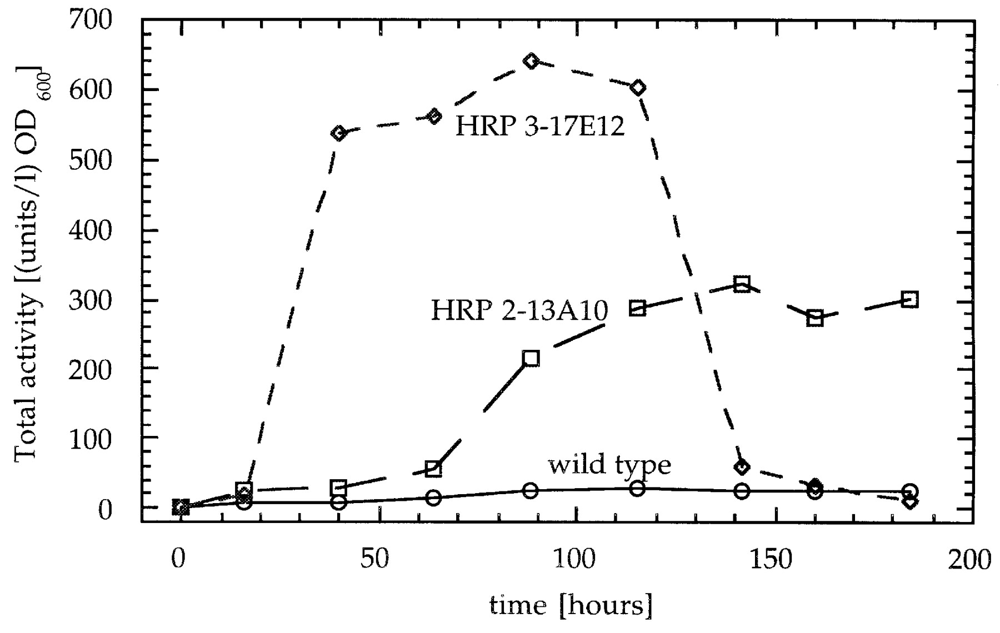 700
600
500
400
300
200
100
0
Total activity [(units/l) OD 600]
HRP 3-17E12
HRP 2-13A10
wild type
0 50 100 150 200
time [hours]